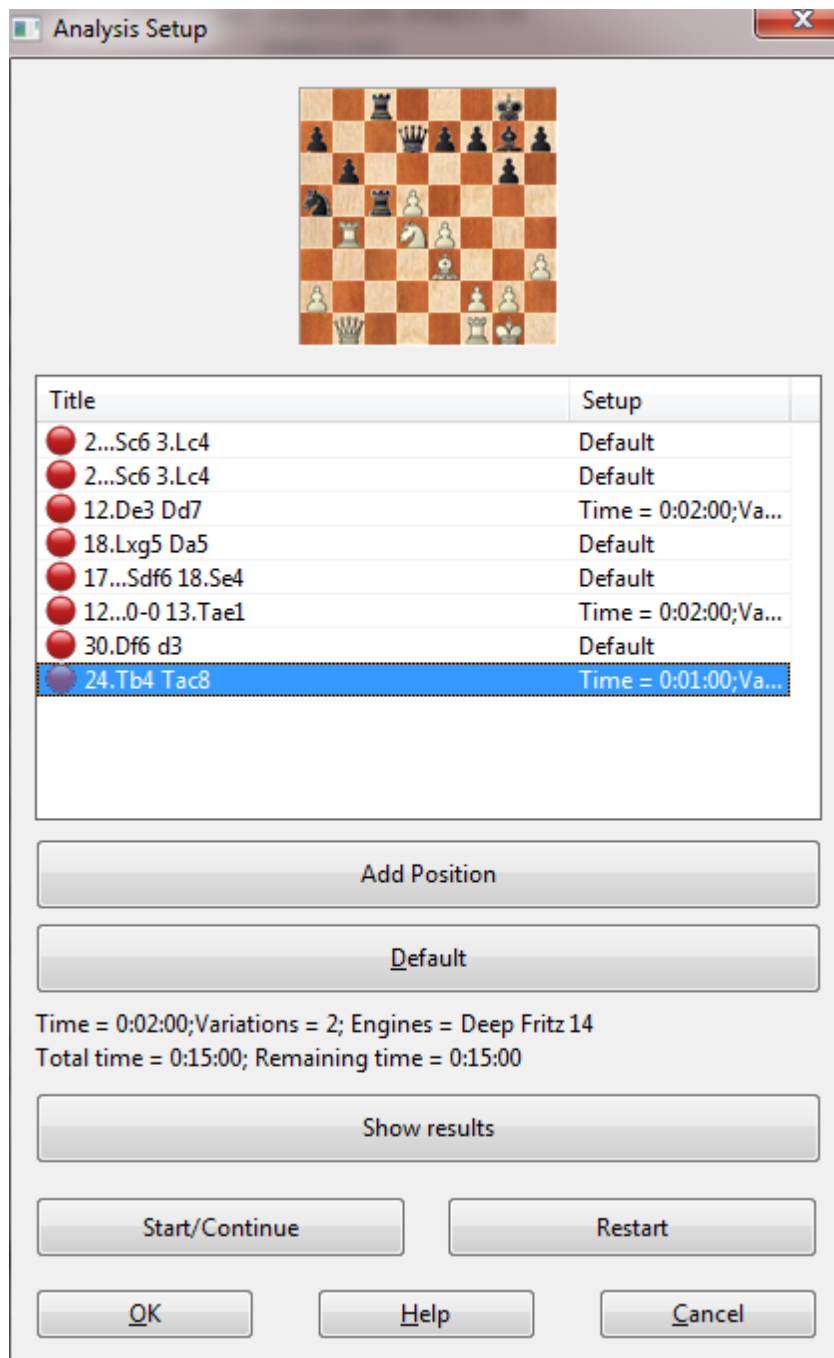 Analysis Setup
Title Setup
2...Sc6 3.Lc4 Default
2...Sc6 3.Lc4 Default
12.De3 Dd7 Time = 0:02:00;Va...
18.Lxg5 Da5 Default
17...Sdf6 18.Se4 Default
12...0-0 13.Tae1 Time = 0:02:00;Va...
30.Df6 d3 Default
24.Tb4 Tac8 Time = 0:01:00;Va...
Add Position
Default
Time = 0:02:00;Variations = 2; Engines = Deep Fritz 14
Total time = 0:15:00; Remaining time = 0:15:00
Show results
Start/Continue Restart
OK Help Cancel